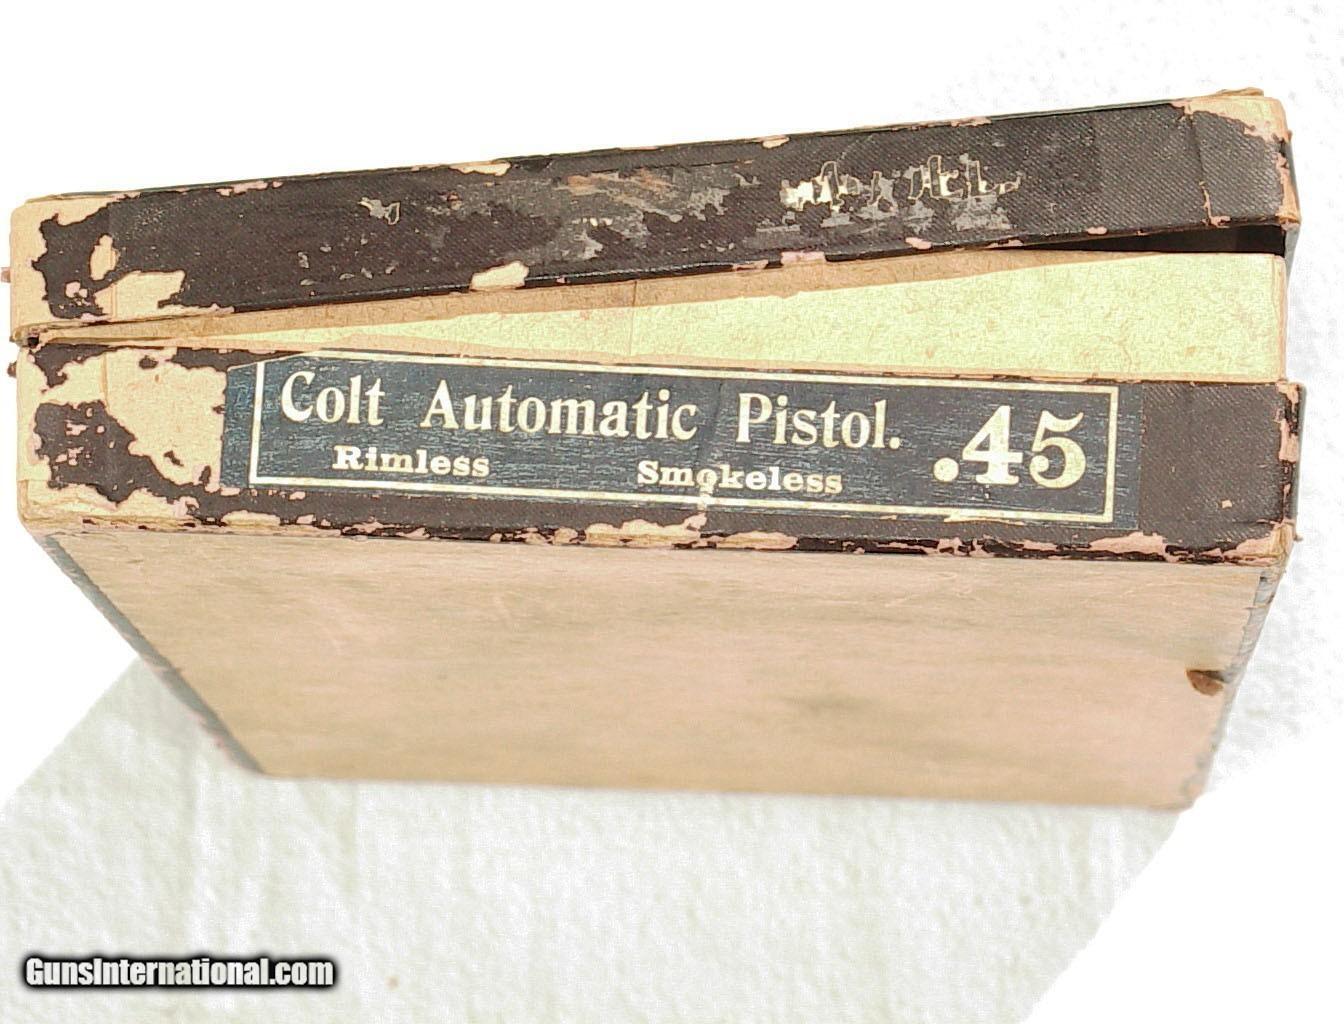 Colt Automatic Pistol. .45
Rimless Smokeless
GunsInternational.com